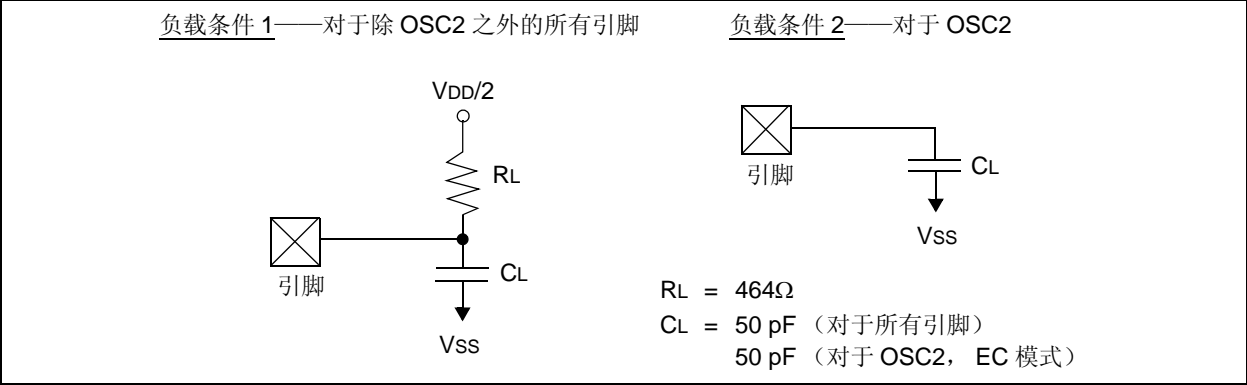 负载条件 1——对于除 OSC2 之外的所有引脚
VDD/2
RL
引脚
CL
VSS
负载条件 2——对于 OSC2
引脚
CL
VSS
RL = 464Ω
CL = 50 pF （对于所有引脚）
50 pF （对于 OSC2， EC 模式）